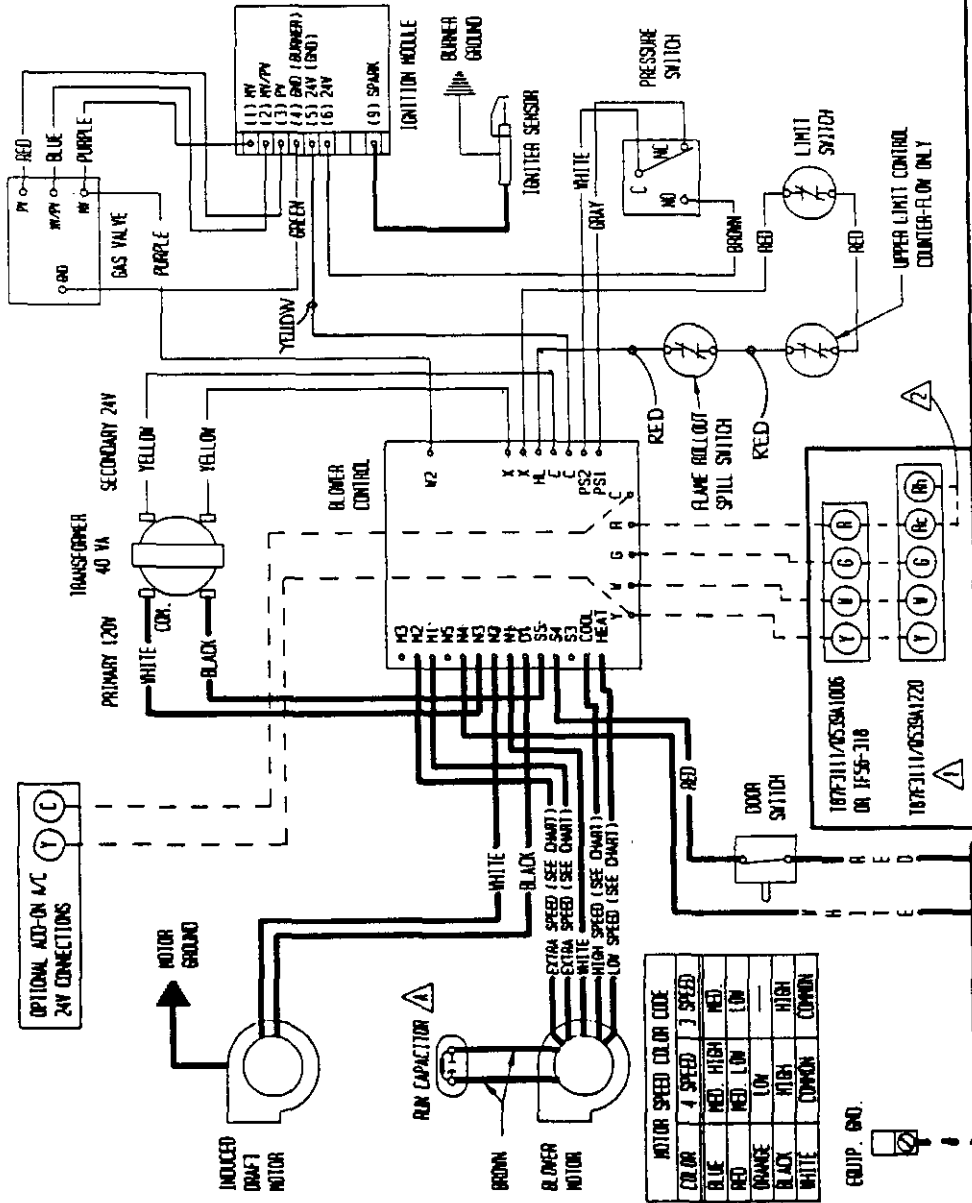 OPTIONAL ADD-ON A/C
24V CONNECTIONS
Y
C
MOTOR
GROUND
INDUCED
DRAFT
MOTOR
WHITE
BLACK
RUN CAPACITOR
BROWN
BLOWER
MOTOR
EXTRA SPEED (SEE CHART)
EXTRA SPEED (SEE CHART)
WHITE
HIGH SPEED (SEE CHART)
LOW SPEED (SEE CHART)
MOTOR SPEED COLOR CODE
COLOR 4 SPEED 3 SPEED
BLUE MED. HIGH MED.
RED MED. LOW LOW
ORANGE LOW —
BLACK HIGH HIGH
WHITE COMMON COMMON
EQUIP. GND.
PRIMARY 120V
TRANSFORMER
40 VA
SECONDARY 24V
WHITE
COM.
BLACK
YELLOW
YELLOW
BLOWER
CONTROL
M3
M2
M1
N5
N4
N3
N2
N1
D1
S5
S4
S3
COOL
HEAT
W2
X
X
HL
C
C
PS2
PS1
Y
W
G
R
C
RED
DOOR
SWITCH
WHITE
RED
T87F3111/Q539A1006
OR 1F56-318
Y
W
G
R
T87F3111/Q539A1220
Y
W
G
Rc
Rh
1
2
GAS VALVE
PV
MV/PV
MV
GND
RED
BLUE
PURPLE
PURPLE
GREEN
YELLOW
(1) MV
(2) MV/PV
(3) PV
(4) GND (BURNER)
(5) 24V (GND)
(6) 24V
(9) SPARK
IGNITION MODULE
BURNER
GROUND
IGNITER SENSOR
WHITE
GRAY
PRESSURE
SWITCH
C
NC
NO
BROWN
RED
LIMIT
SWITCH
RED
RED
FLAME ROLLOUT
SPILL SWITCH
RED
UPPER LIMIT CONTROL
COUNTER-FLOW ONLY